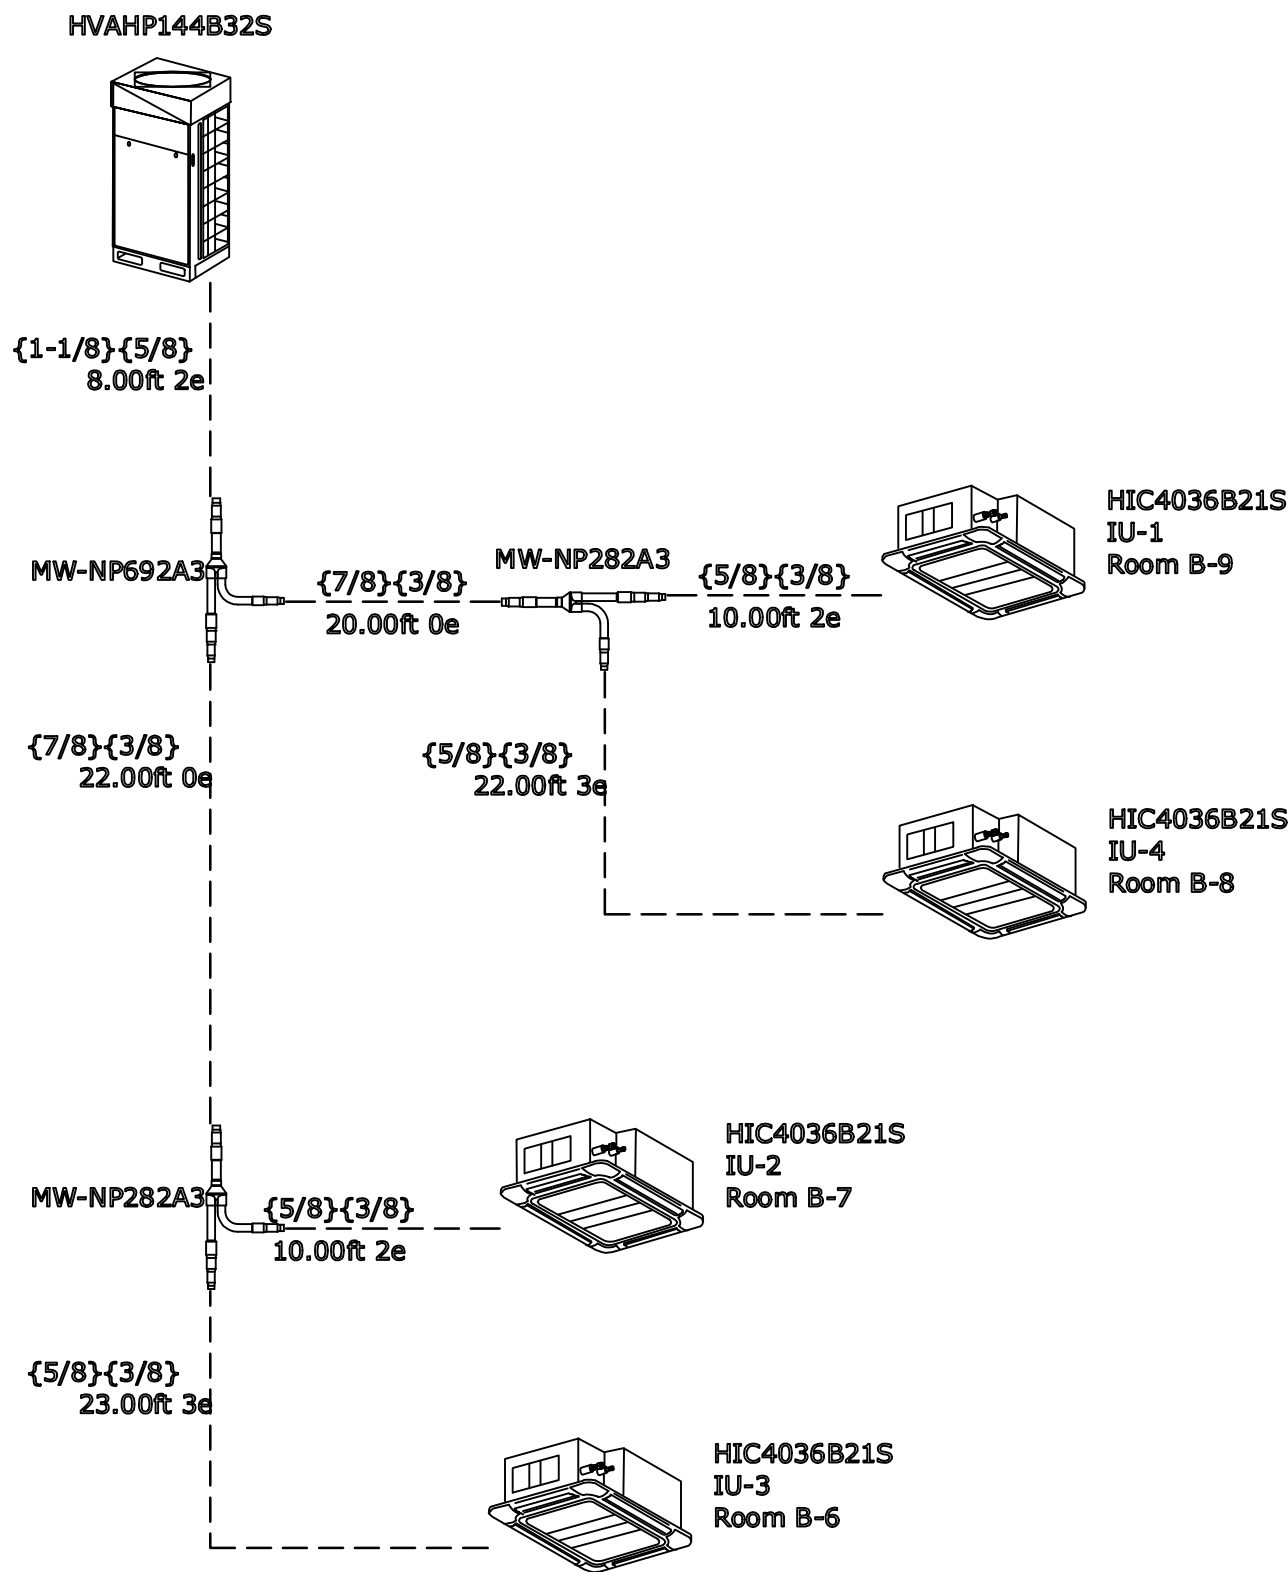 HVAHP144B32S
{1-1/8}{5/8}
8.00ft 2e
MW-NP692A3
{7/8}{3/8}
20.00ft 0e
MW-NP282A3
{5/8}{3/8}
10.00ft 2e
HIC4036B21S
IU-1
Room B-9
{7/8}{3/8}
22.00ft 0e
{5/8}{3/8}
22.00ft 3e
HIC4036B21S
IU-4
Room B-8
MW-NP282A3
{5/8}{3/8}
10.00ft 2e
HIC4036B21S
IU-2
Room B-7
{5/8}{3/8}
23.00ft 3e
HIC4036B21S
IU-3
Room B-6